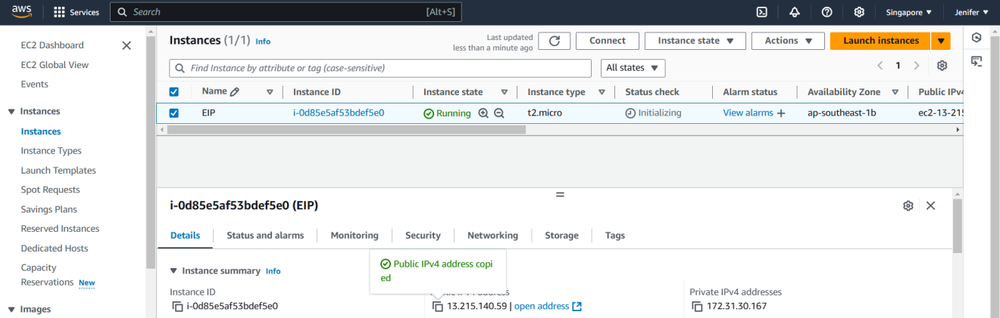 aws Services Search [Alt+S] Singapore Jenifer
EC2 Dashboard
EC2 Global View
Events
Instances
Instances
Instance Types
Launch Templates
Spot Requests
Savings Plans
Reserved Instances
Dedicated Hosts
Capacity
Reservations New
Images
Instances (1/1) Info
Last updated
less than a minute ago
Connect Instance state Actions Launch instances
Find Instance by attribute or tag (case-sensitive) All states 1
Name Instance ID Instance state Instance type Status check Alarm status Availability Zone Public IPv4
EIP i-0d85e5af53bdef5e0 Running t2.micro Initializing View alarms + ap-southeast-1b ec2-13-215
i-0d85e5af53bdef5e0 (EIP)
Details Status and alarms Monitoring Security Networking Storage Tags
Public IPv4 address copi
ed
Instance summary Info
Instance ID Public IPv4 address Private IPv4 addresses
i-0d85e5af53bdef5e0 13.215.140.59 | open address 172.31.30.167